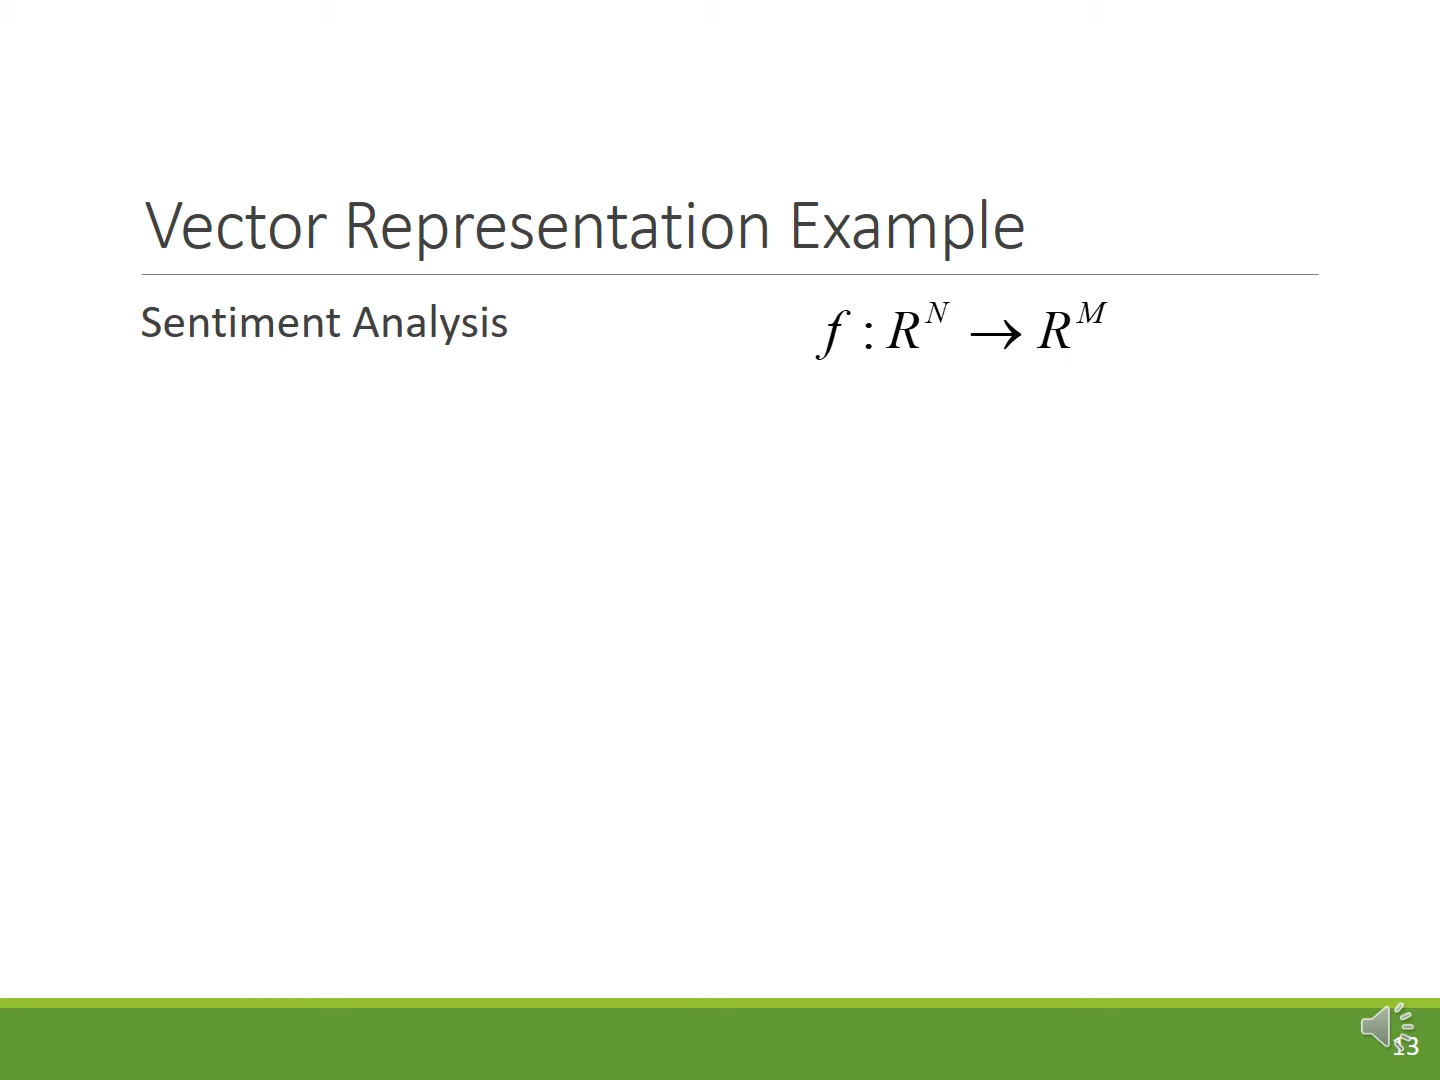 Vector Representation Example
Sentiment Analysis
f : R^N → R^M
13